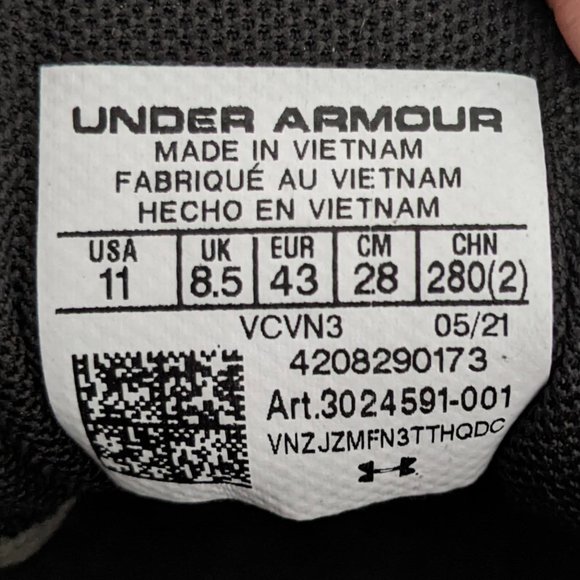 UNDER ARMOUR
MADE IN VIETNAM
FABRIQUÉ AU VIETNAM
HECHO EN VIETNAM
USA UK EUR CM CHN
11 8.5 43 28 280(2)
VCVN3 05/21
4208290173
Art.3024591-001
VNZJZMFN3TTHQDC